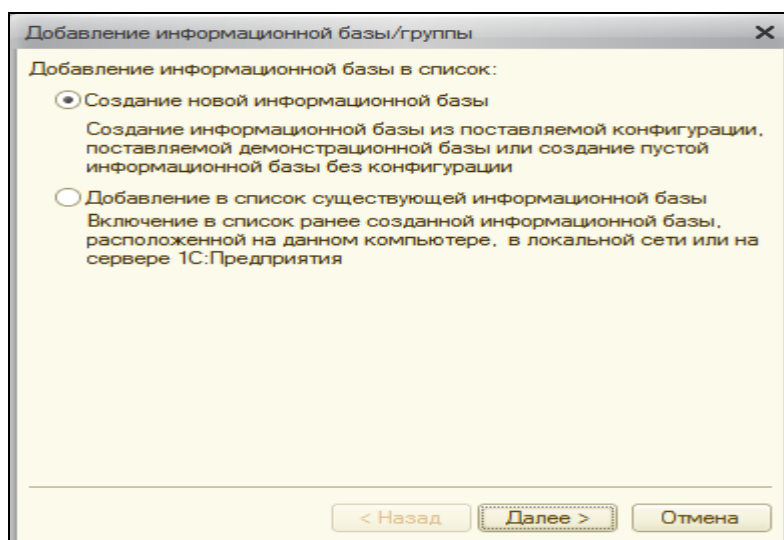 Добавление информационной базы/группы
Добавление информационной базы в список:
Создание новой информационной базы
Создание информационной базы из поставляемой конфигурации,
поставляемой демонстрационной базы или создание пустой
информационной базы без конфигурации
Добавление в список существующей информационной базы
Включение в список ранее созданной информационной базы,
расположенной на данном компьютере, в локальной сети или на
сервере 1С:Предприятия
< Назад Далее > Отмена